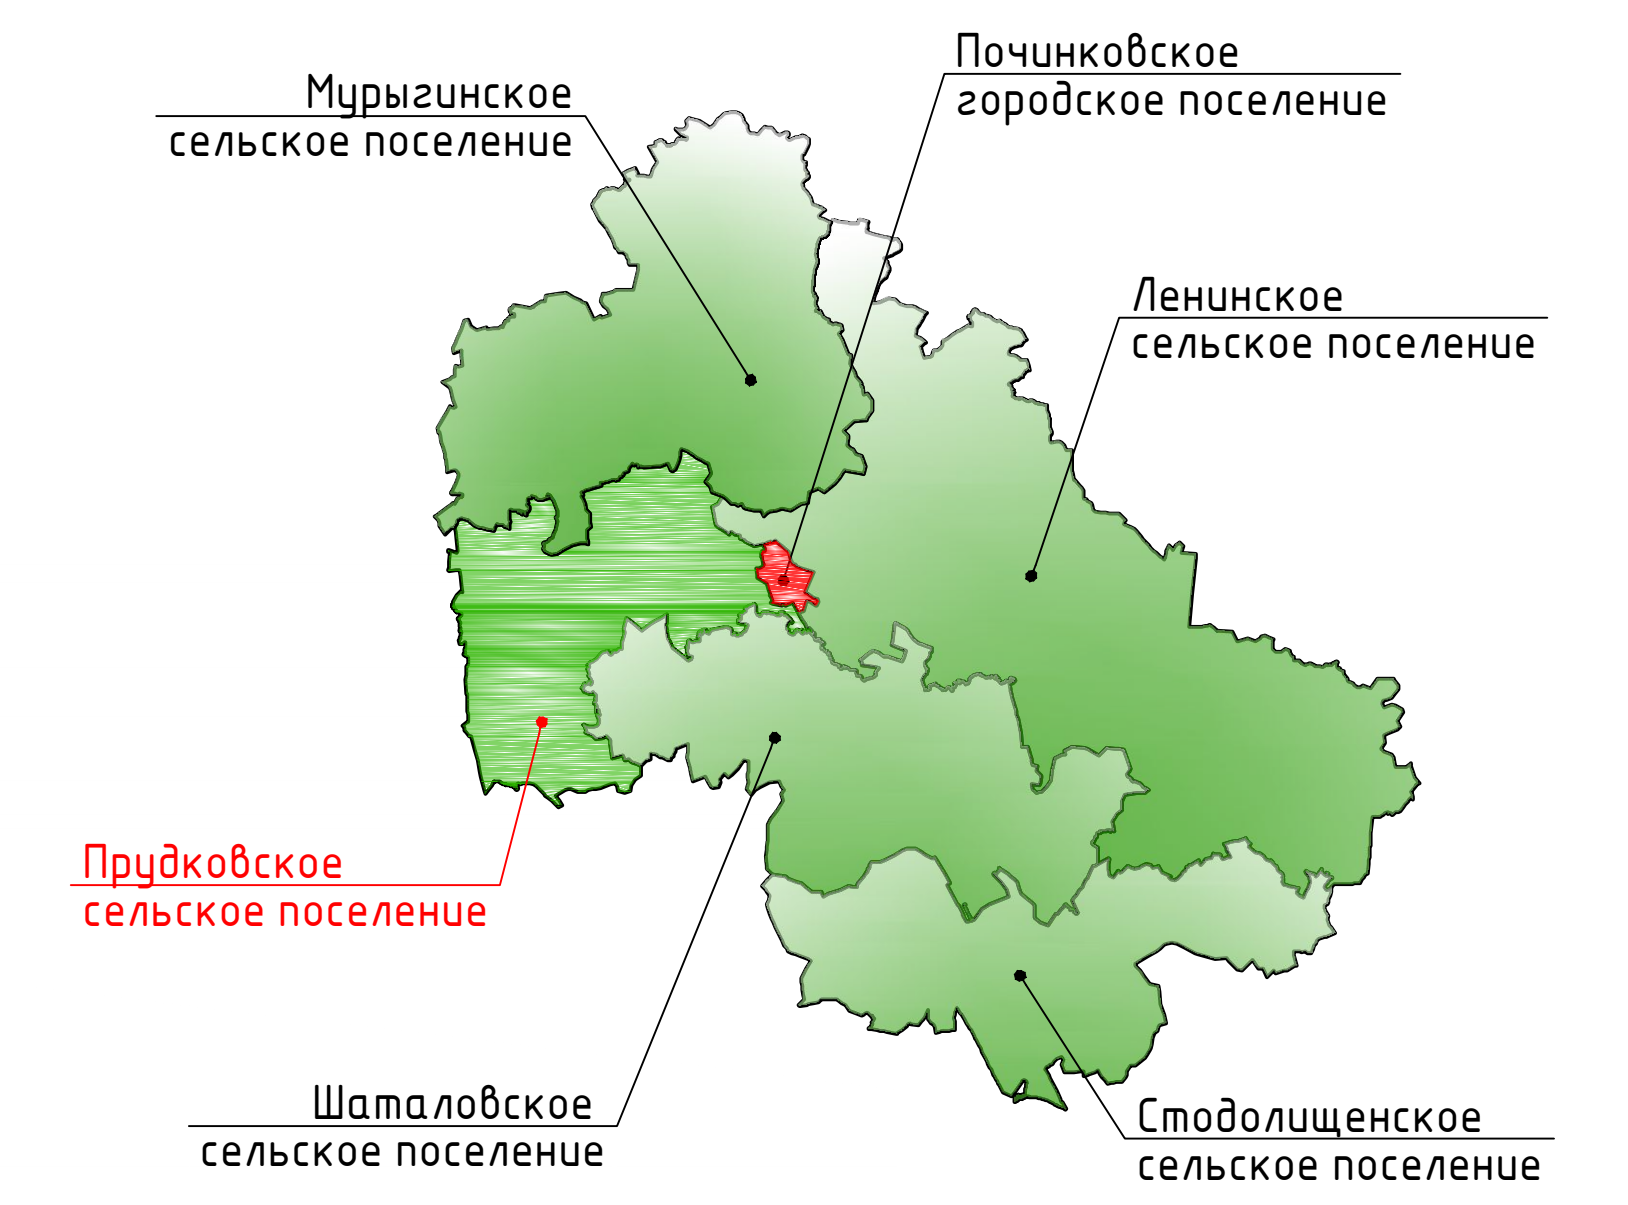 Починковское
городское поселение
Мурыгинское
сельское поселение
Ленинское
сельское поселение
Прудковское
сельское поселение
Шаталовское
сельское поселение
Стодолищенское
сельское поселение